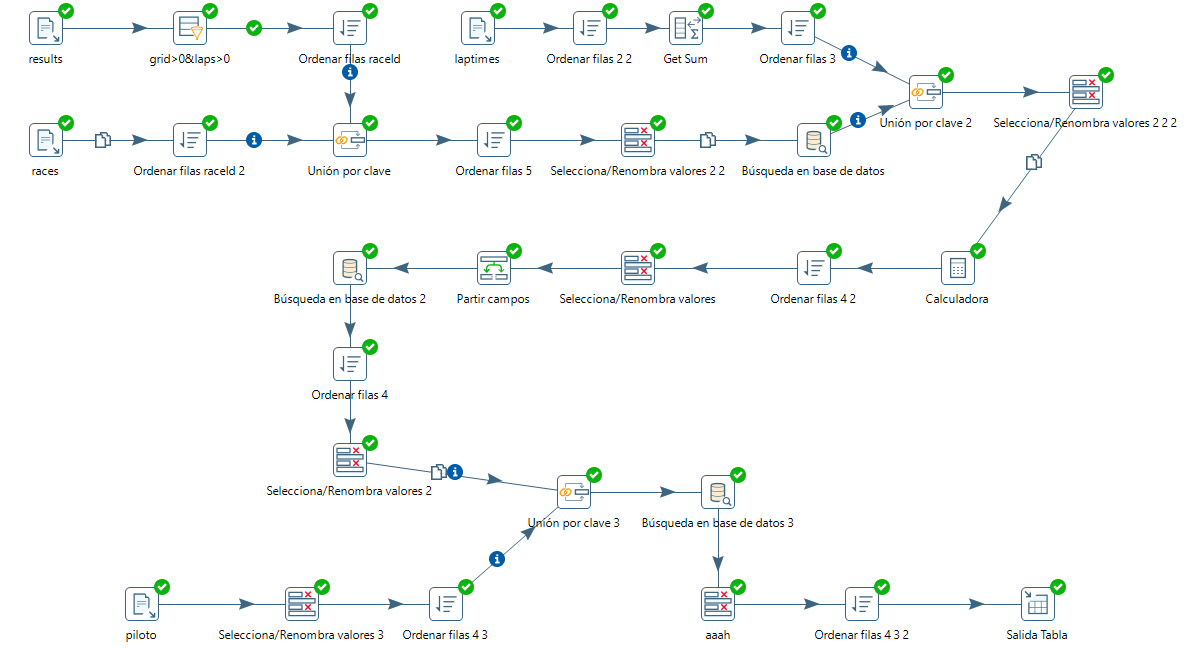 results
grid>0&laps>0
Ordenar filas raceId
laptimes
Ordenar filas 2 2
Get Sum
Ordenar filas 3
Unión por clave 2
Selecciona/Renombra valores 2 2 2
races
Ordenar filas raceId 2
Unión por clave
Ordenar filas 5
Selecciona/Renombra valores 2 2
Búsqueda en base de datos
Búsqueda en base de datos 2
Partir campos
Selecciona/Renombra valores
Ordenar filas 4 2
Calculadora
Ordenar filas 4
Selecciona/Renombra valores 2
Unión por clave 3
Búsqueda en base de datos 3
piloto
Selecciona/Renombra valores 3
Ordenar filas 4 3
aaah
Ordenar filas 4 3 2
Salida Tabla